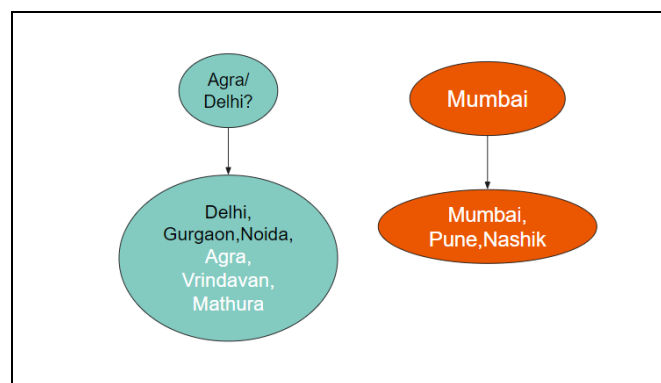 Agra/
Delhi?
Mumbai
Delhi,
Gurgaon,Noida,
Agra,
Vrindavan,
Mathura
Mumbai,
Pune,Nashik